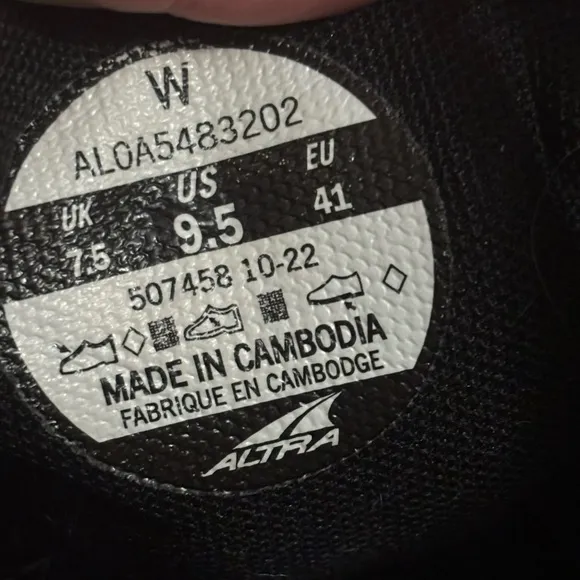 W
AL0A5483202
UK US EU
7.5 9.5 41
507458 10-22
MADE IN CAMBODIA
FABRIQUE EN CAMBODGE
ALTRA